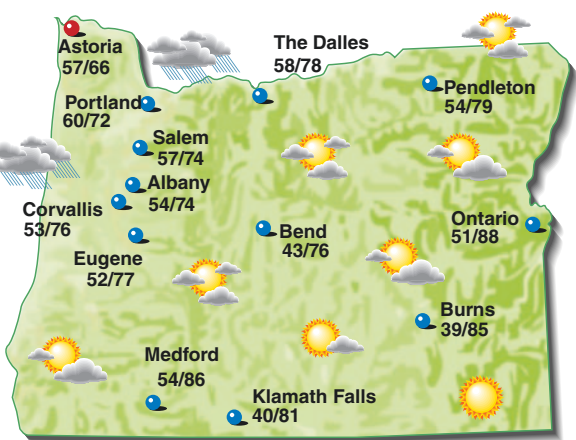 Astoria
57/66
The Dalles
58/78
Pendleton
54/79
Portland
60/72
Salem
57/74
Albany
54/74
Corvallis
53/76
Eugene
52/77
Bend
43/76
Ontario
51/88
Burns
39/85
Medford
54/86
Klamath Falls
40/81